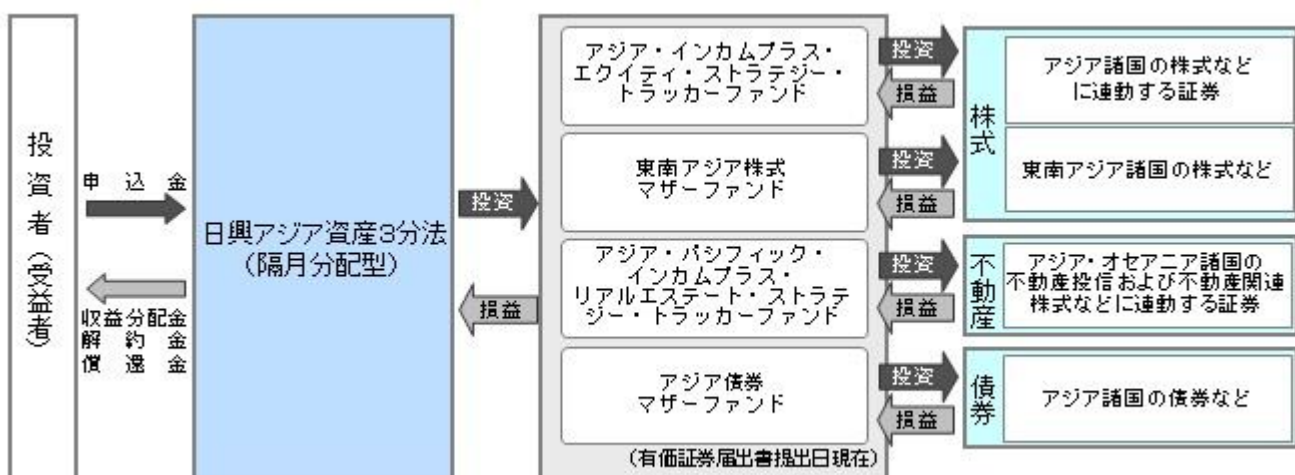 投資者(受益者)
申込金
収益分配金
解約金
償還金
日興アジア資産3分法
(隔月分配型)
投資
損益
アジア・インカムプラス・
エクイティ・ストラテジー・
トラッカーファンド
東南アジア株式
マザーファンド
アジア・パシフィック・
インカムプラス・
リアルエステート・ストラテ
ジー・トラッカーファンド
アジア債券
マザーファンド
(有価証券届出書提出日現在)
投資
損益
投資
損益
投資
損益
投資
損益
株式
アジア諸国の株式など
に連動する証券
東南アジア諸国の株式など
不動産
アジア・オセアニア諸国の
不動産投信および不動産関連
株式などに連動する証券
債券
アジア諸国の債券など